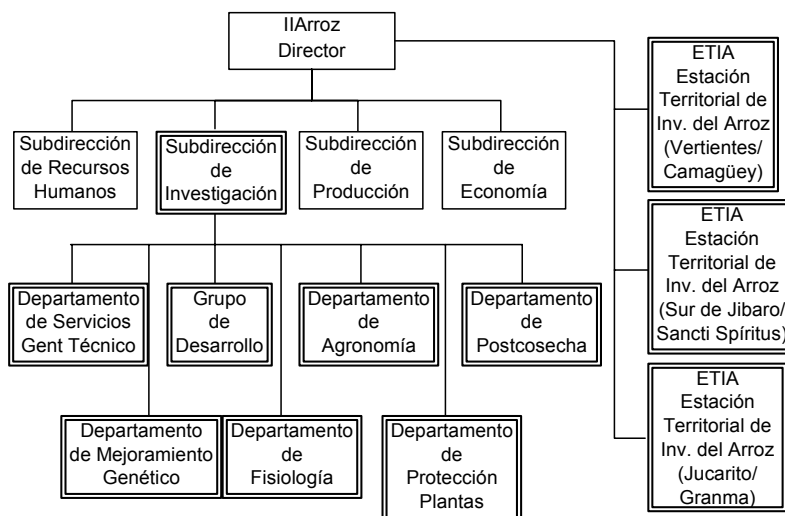 IIArroz
Director
Subdirección
de Recursos
Humanos
Subdirección
de
Investigación
Subdirección
de
Producción
Subdirección
de
Economía
Departamento
de Servicios
Gent Técnico
Grupo
de
Desarrollo
Departamento
de
Agronomía
Departamento
de
Postcosecha
Departamento
de Mejoramiento
Genético
Departamento
de
Fisiología
Departamento
de
Protección
Plantas
ETIA
Estación
Territorial de
Inv. del Arroz
(Vertientes/
Camagüey)
ETIA
Estación
Territorial de
Inv. del Arroz
(Sur de Jibaro/
Sancti Spíritus)
ETIA
Estación
Territorial de
Inv. del Arroz
(Jucarito/
Granma)